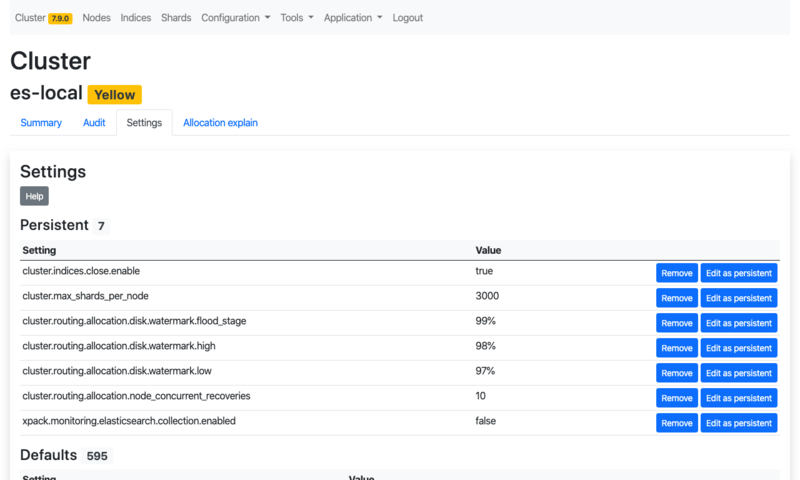 Cluster 7.9.0 Nodes Indices Shards Configuration Tools Application Logout
Cluster
es-local Yellow
Summary Audit Settings Allocation explain
Settings
Help
Persistent 7
Setting Value
cluster.indices.close.enable true Remove Edit as persistent
cluster.max_shards_per_node 3000 Remove Edit as persistent
cluster.routing.allocation.disk.watermark.flood_stage 99% Remove Edit as persistent
cluster.routing.allocation.disk.watermark.high 98% Remove Edit as persistent
cluster.routing.allocation.disk.watermark.low 97% Remove Edit as persistent
cluster.routing.allocation.node_concurrent_recoveries 10 Remove Edit as persistent
xpack.monitoring.elasticsearch.collection.enabled false Remove Edit as persistent
Defaults 595
Setting Value